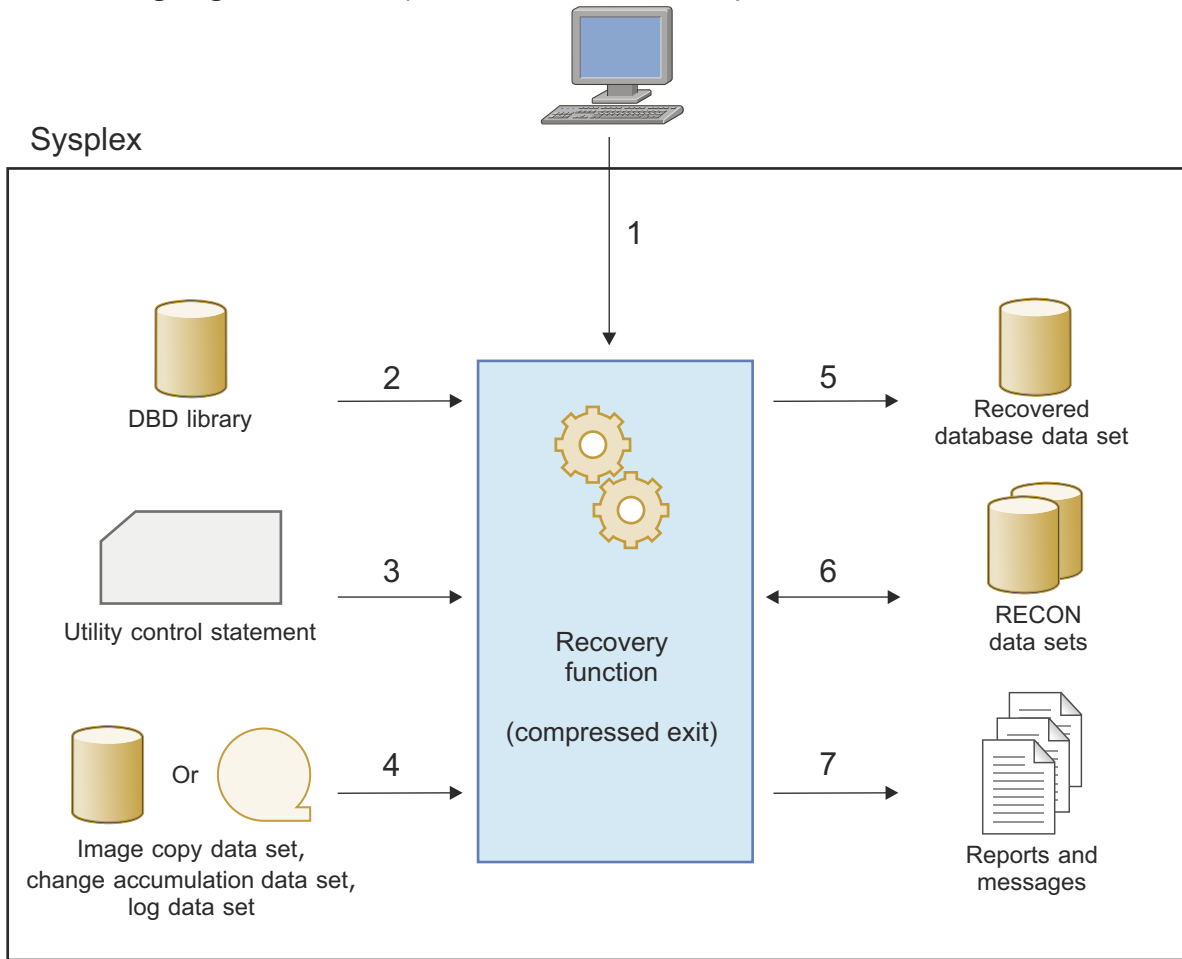 Sysplex
1
2
DBD library
5
Recovered
database data set
3
Utility control statement
6
RECON
data sets
Recovery
function
(compressed exit)
Or
4
Image copy data set,
change accumulation data set,
log data set
7
Reports and
messages